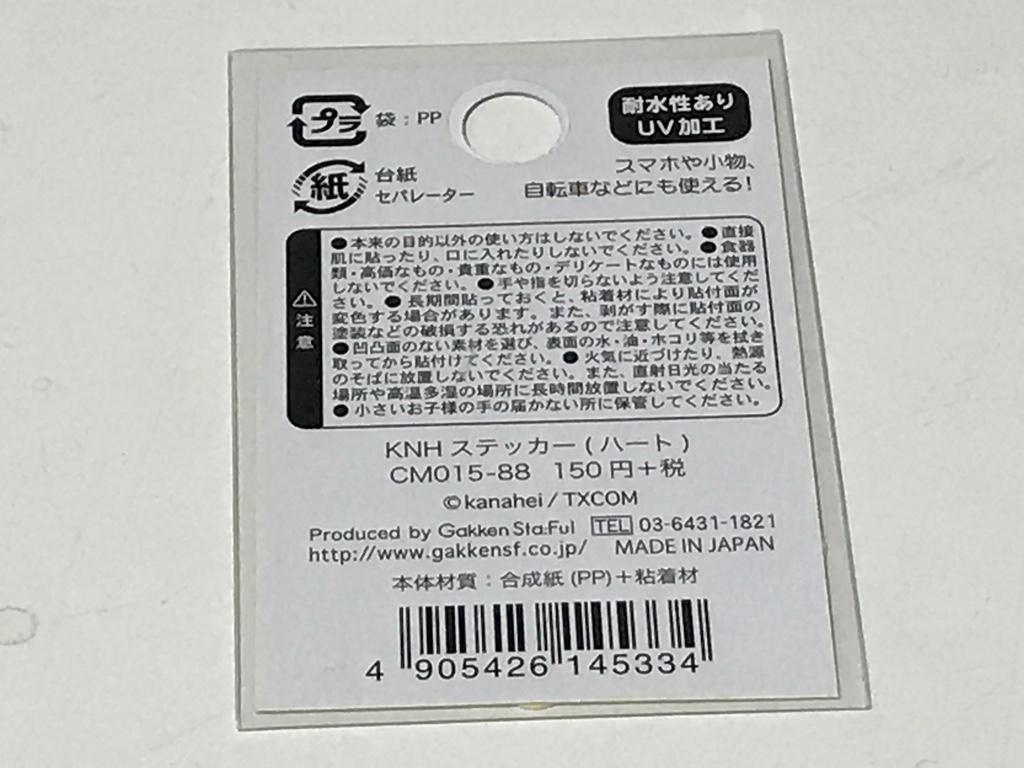 プラ 袋：PP
紙 台紙
セパレーター
耐水性あり
UV加工
スマホや小物、
自転車などにも使える！
注意
●本来の目的以外の使い方はしないでください。●直接
肌に貼ったり、口に入れたりしないでください。●食器
類・高価なもの・貴重なもの・デリケートなものには使用
しないでください。●手や指を切らないよう注意してくだ
さい。●長期間貼っておくと、粘着材により貼付面が
変色する場合があります。また、剥がす際に貼付面の
塗装などの破損する恐れがあるので注意してください。
●凹凸面のない素材を選び、表面の水・油・ホコリ等を拭き
取ってから貼付けてください。●火気に近づけたり、熱源
のそばに放置しないでください。また、直射日光の当たる
場所や高温多湿の場所に長時間放置しないでください。
●小さいお子様の手の届かない所に保管してください。
KNH ステッカー(ハート)
CM015-88 150円+税
©kanahei/TXCOM
Produced by Gakken Sta:Ful TEL 03-6431-1821
http://www.gakkensf.co.jp/ MADE IN JAPAN
本体材質：合成紙(PP)+粘着材
4 905426 145334